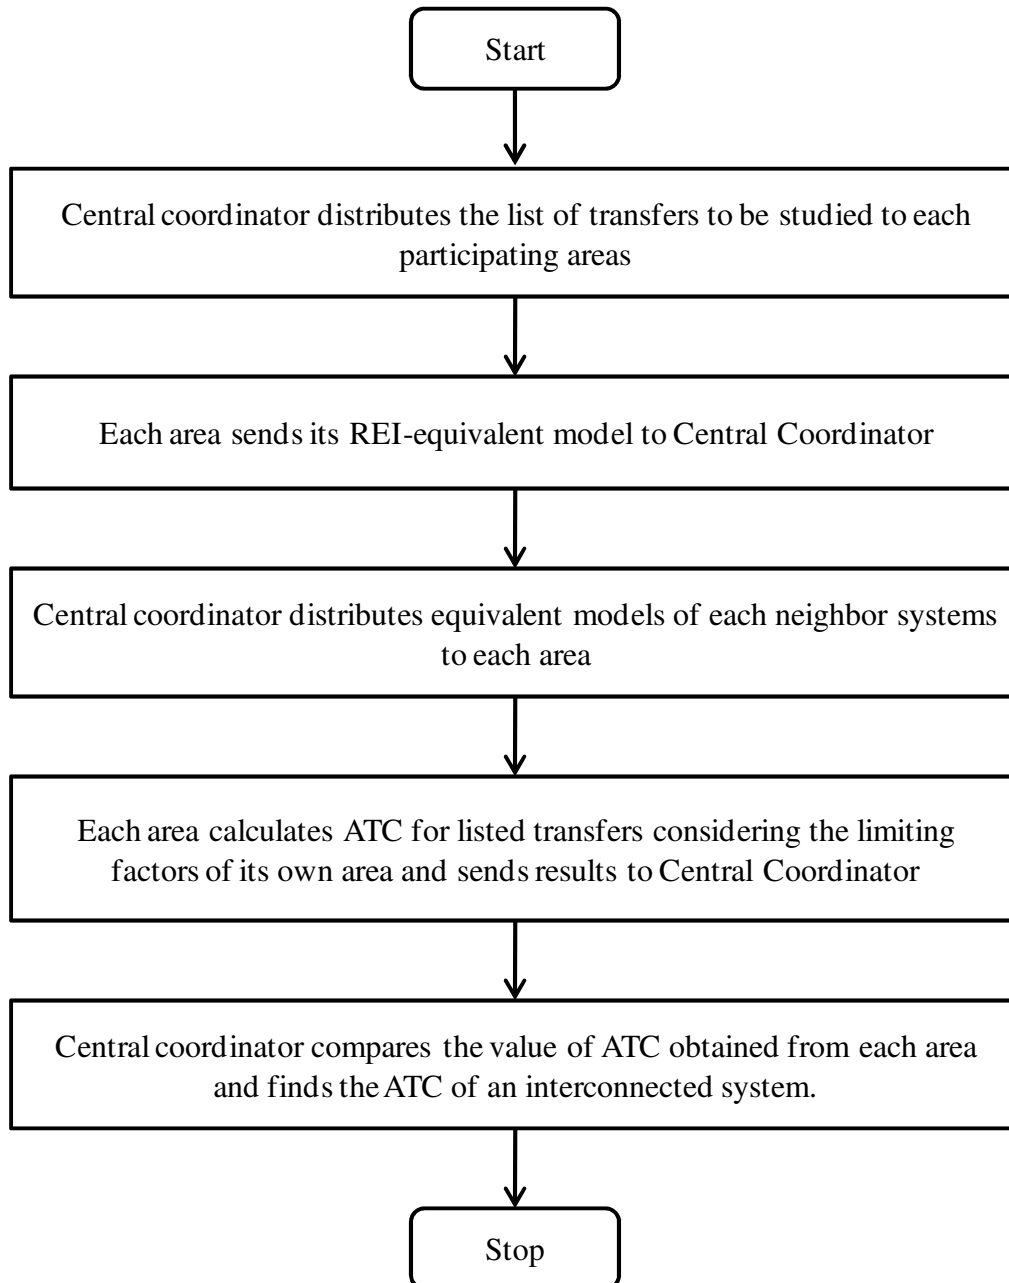 Start
Central coordinator distributes the list of transfers to be studied to each
participating areas
Each area sends its REI-equivalent model to Central Coordinator
Central coordinator distributes equivalent models of each neighbor systems
to each area
Each area calculates ATC for listed transfers considering the limiting
factors of its own area and sends results to Central Coordinator
Central coordinator compares the value of ATC obtained from each area
and finds the ATC of an interconnected system.
Stop